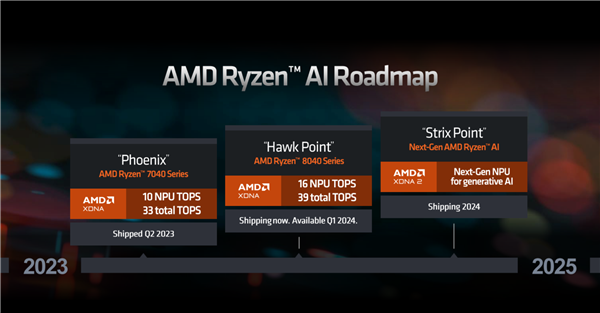 AMD Ryzen™ AI Roadmap
"Phoenix"
AMD Ryzen™ 7040 Series
AMD
XDNA
10 NPU TOPS
33 total TOPS
Shipped Q2 2023
"Hawk Point"
AMD Ryzen™ 8040 Series
AMD
XDNA
16 NPU TOPS
39 total TOPS
Shipping now. Available Q1 2024.
"Strix Point"
Next-Gen AMD Ryzen™ AI
AMD
XDNA 2
Next-Gen NPU
for generative AI
Shipping 2024
2023
2025